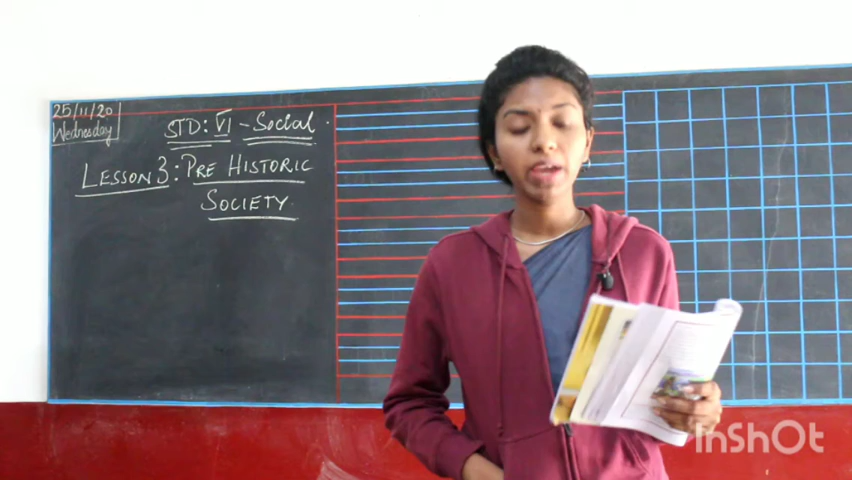 25/11/20
Wednesday
STD: VI - Social.
LESSON 3: PRE HISTORIC
SOCIETY.
InShOt